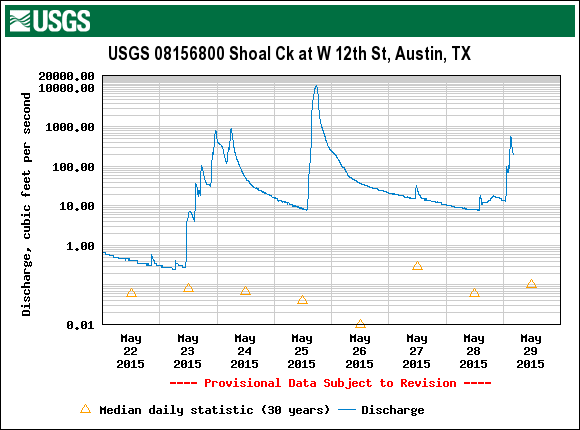 USGS
USGS 08156800 Shoal Ck at W 12th St, Austin, TX
Discharge, cubic feet per second
20000.00
10000.00
1000.00
100.00
10.00
1.00
0.01
May May May May May May May May
22 23 24 25 26 27 28 29
2015 2015 2015 2015 2015 2015 2015 2015
---- Provisional Data Subject to Revision ----
Median daily statistic (30 years) Discharge